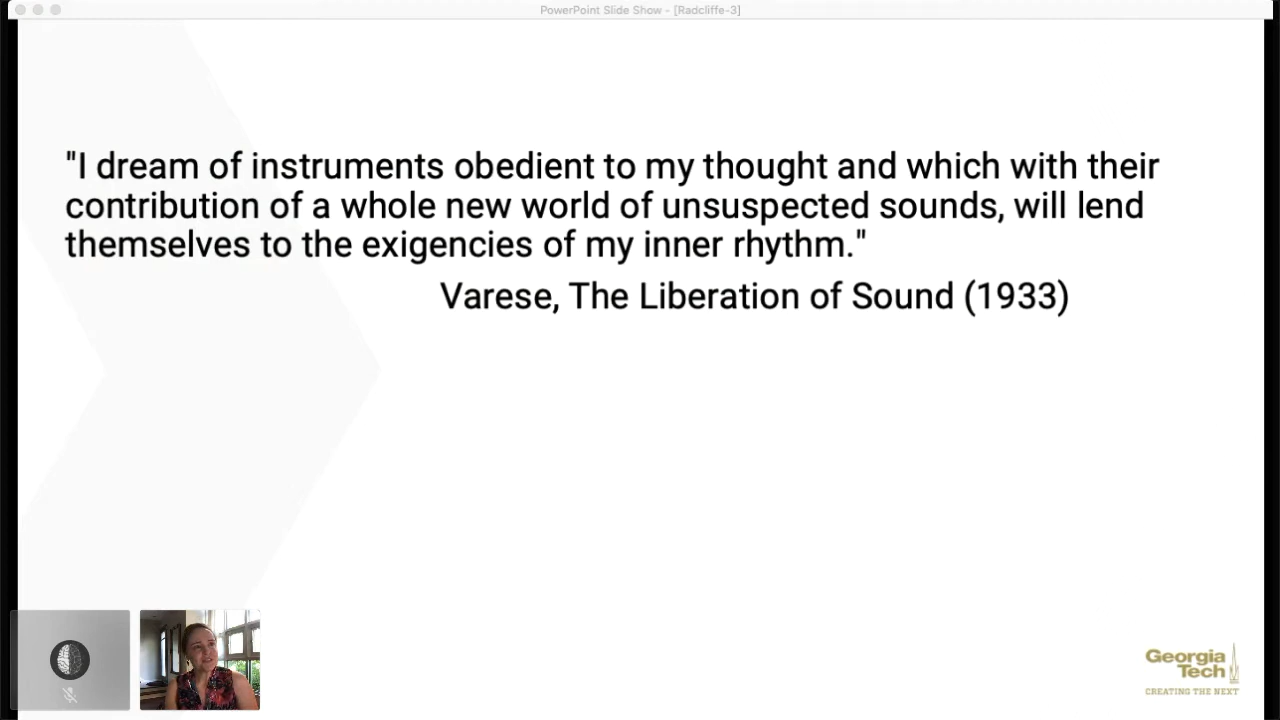 PowerPoint Slide Show - [Radcliffe-3]
"I dream of instruments obedient to my thought and which with their
contribution of a whole new world of unsuspected sounds, will lend
themselves to the exigencies of my inner rhythm."
Varese, The Liberation of Sound (1933)
Georgia
Tech
CREATING THE NEXT